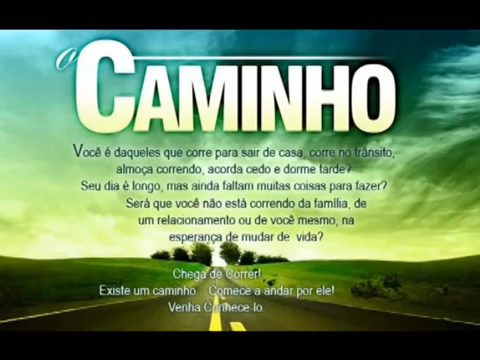 O CAMINHO
Você é daqueles que corre para sair de casa, corre no trânsito,
almoça correndo, acorda cedo e dorme tarde?
Seu dia é longo, mas ainda faltam muitas coisas para fazer?
Será que você não está correndo da família, de
um relacionamento ou de você mesmo, na
esperança de mudar de vida?
Chega de Correr!
Existe um caminho. Comece a andar por ele!
Venha Conhece-lo.